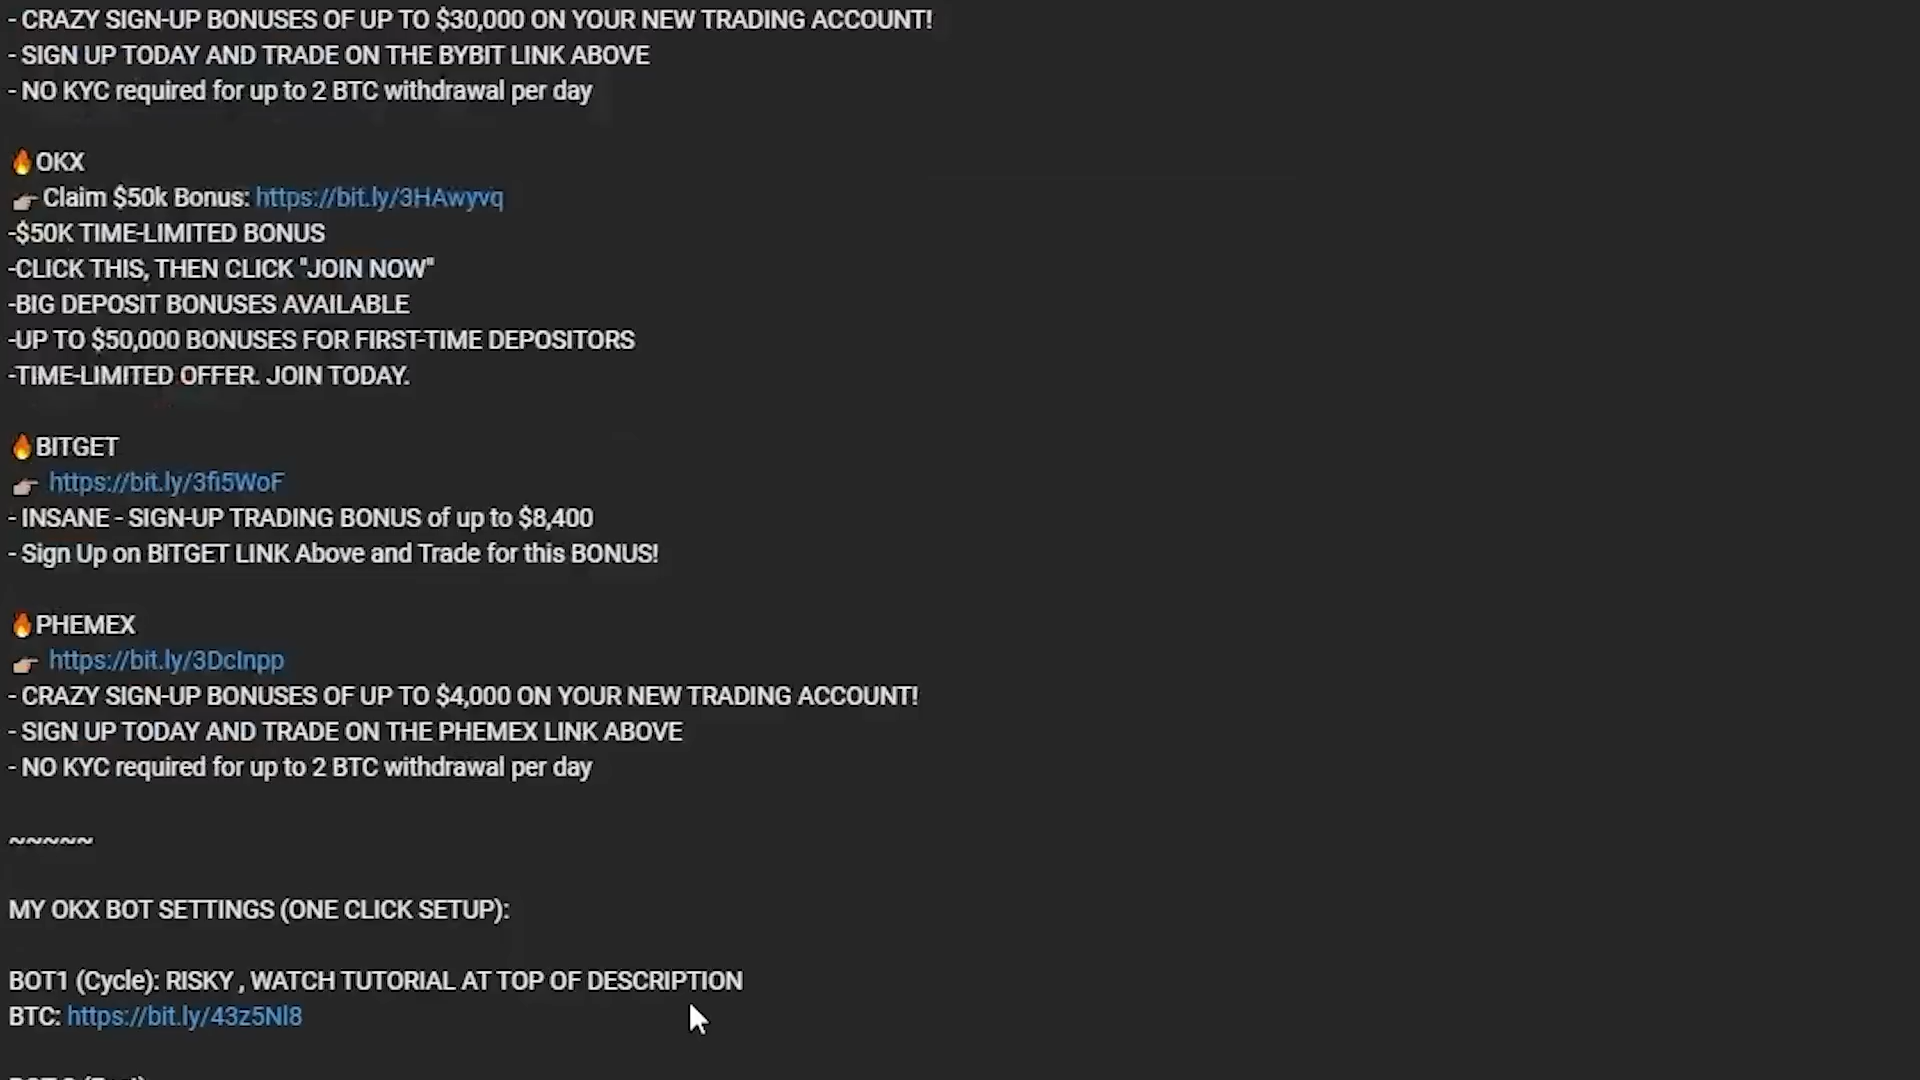 - CRAZY SIGN-UP BONUSES OF UP TO $30,000 ON YOUR NEW TRADING ACCOUNT!
- SIGN UP TODAY AND TRADE ON THE BYBIT LINK ABOVE
- NO KYC required for up to 2 BTC withdrawal per day
🔥OKX
👉Claim $50k Bonus: https://bit.ly/3HAwyvq
-$50K TIME-LIMITED BONUS
-CLICK THIS, THEN CLICK "JOIN NOW"
-BIG DEPOSIT BONUSES AVAILABLE
-UP TO $50,000 BONUSES FOR FIRST-TIME DEPOSITORS
-TIME-LIMITED OFFER. JOIN TODAY.
🔥BITGET
👉 https://bit.ly/3fi5WoF
- INSANE - SIGN-UP TRADING BONUS of up to $8,400
- Sign Up on BITGET LINK Above and Trade for this BONUS!
🔥PHEMEX
👉 https://bit.ly/3DcInpp
- CRAZY SIGN-UP BONUSES OF UP TO $4,000 ON YOUR NEW TRADING ACCOUNT!
- SIGN UP TODAY AND TRADE ON THE PHEMEX LINK ABOVE
- NO KYC required for up to 2 BTC withdrawal per day
~~~~~
MY OKX BOT SETTINGS (ONE CLICK SETUP):
BOT1 (Cycle): RISKY , WATCH TUTORIAL AT TOP OF DESCRIPTION
BTC: https://bit.ly/43z5Nl8